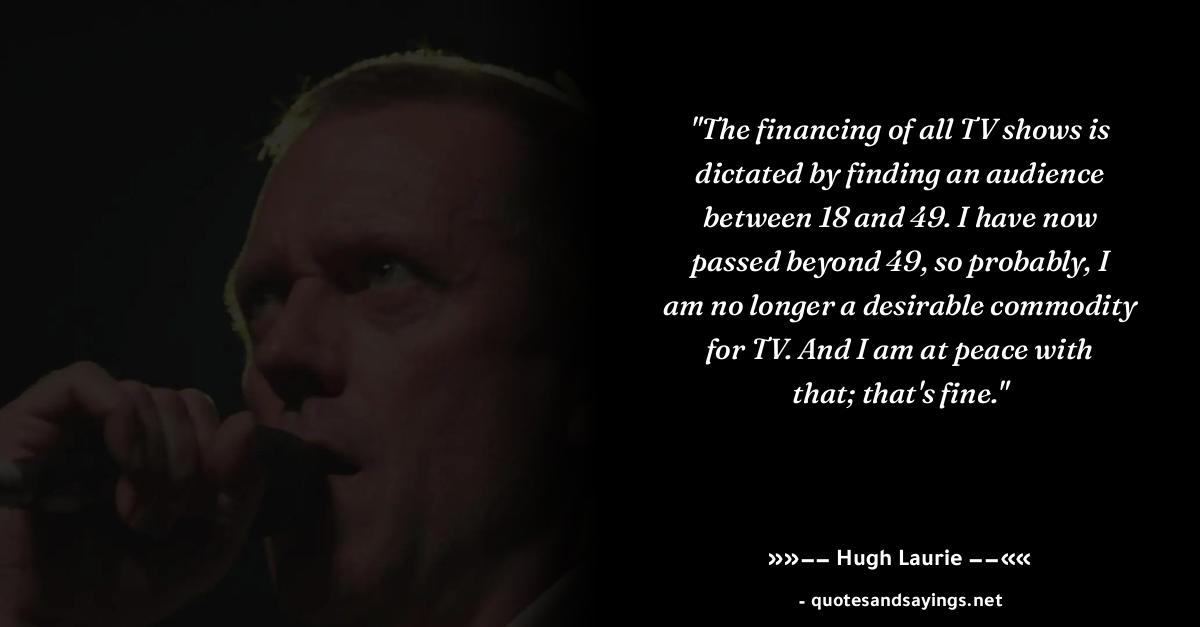 "The financing of all TV shows is
dictated by finding an audience
between 18 and 49. I have now
passed beyond 49, so probably, I
am no longer a desirable commodity
for TV. And I am at peace with
that; that's fine."
»»−− Hugh Laurie −−««
- quotesandsayings.net